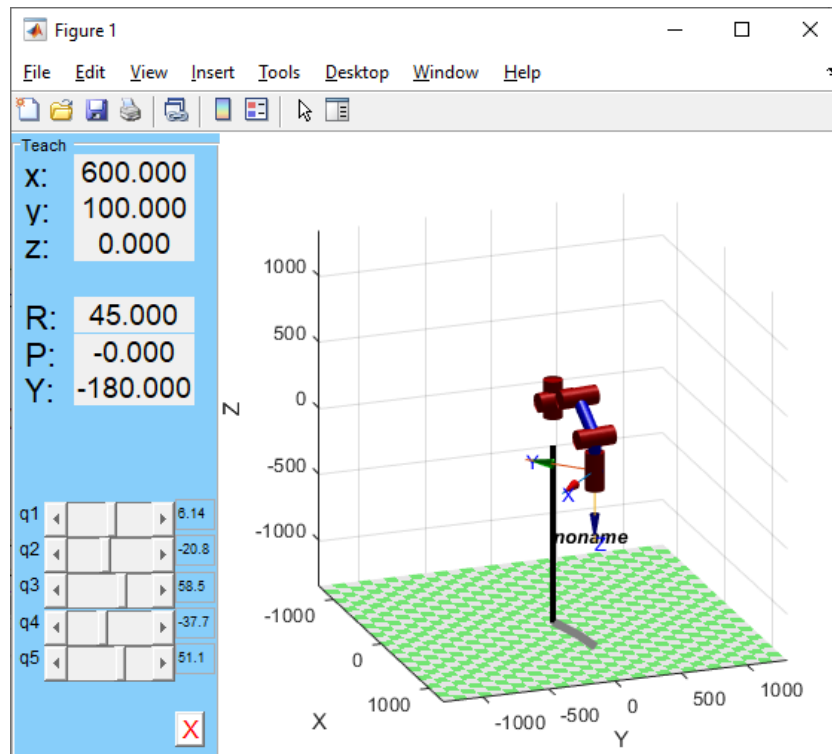 Figure 1
File Edit View Insert Tools Desktop Window Help
Teach
x: 600.000
y: 100.000
z: 0.000
R: 45.000
P: -0.000
Y: -180.000
q1 6.14
q2 -20.8
q3 58.5
q4 -37.7
q5 51.1
X
Z
1000
500
0
-500
-1000
Y
X
Z
noname
-1000
0
1000
X
-1000 -500 0 500 1000
Y